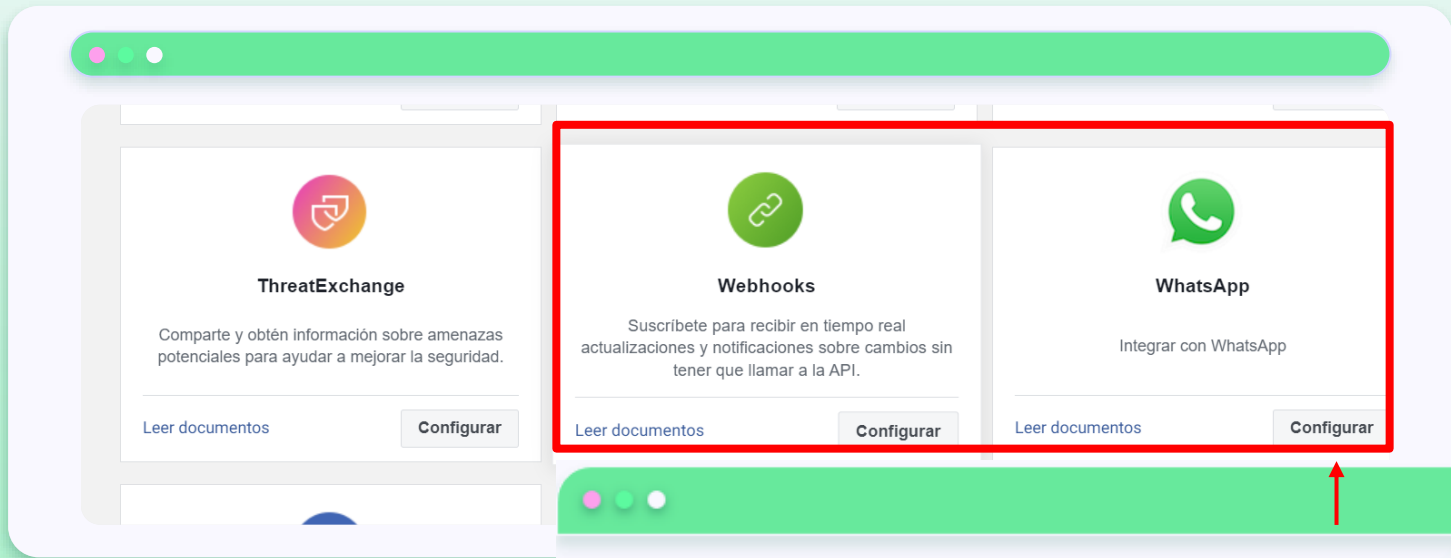 ThreatExchange
Comparte y obtén información sobre amenazas
potenciales para ayudar a mejorar la seguridad.
Leer documentos
Configurar
Webhooks
Suscríbete para recibir en tiempo real
actualizaciones y notificaciones sobre cambios sin
tener que llamar a la API.
Leer documentos
Configurar
WhatsApp
Integrar con WhatsApp
Leer documentos
Configurar